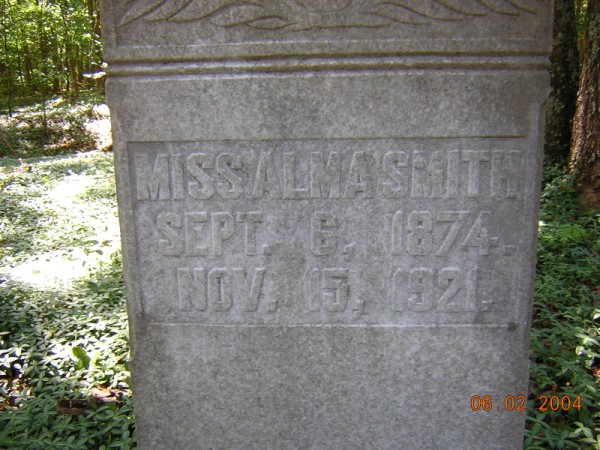 MISS ALMA SMITH
SEPT. 6, 1874.
NOV. 15, 1921.
06 02 2004